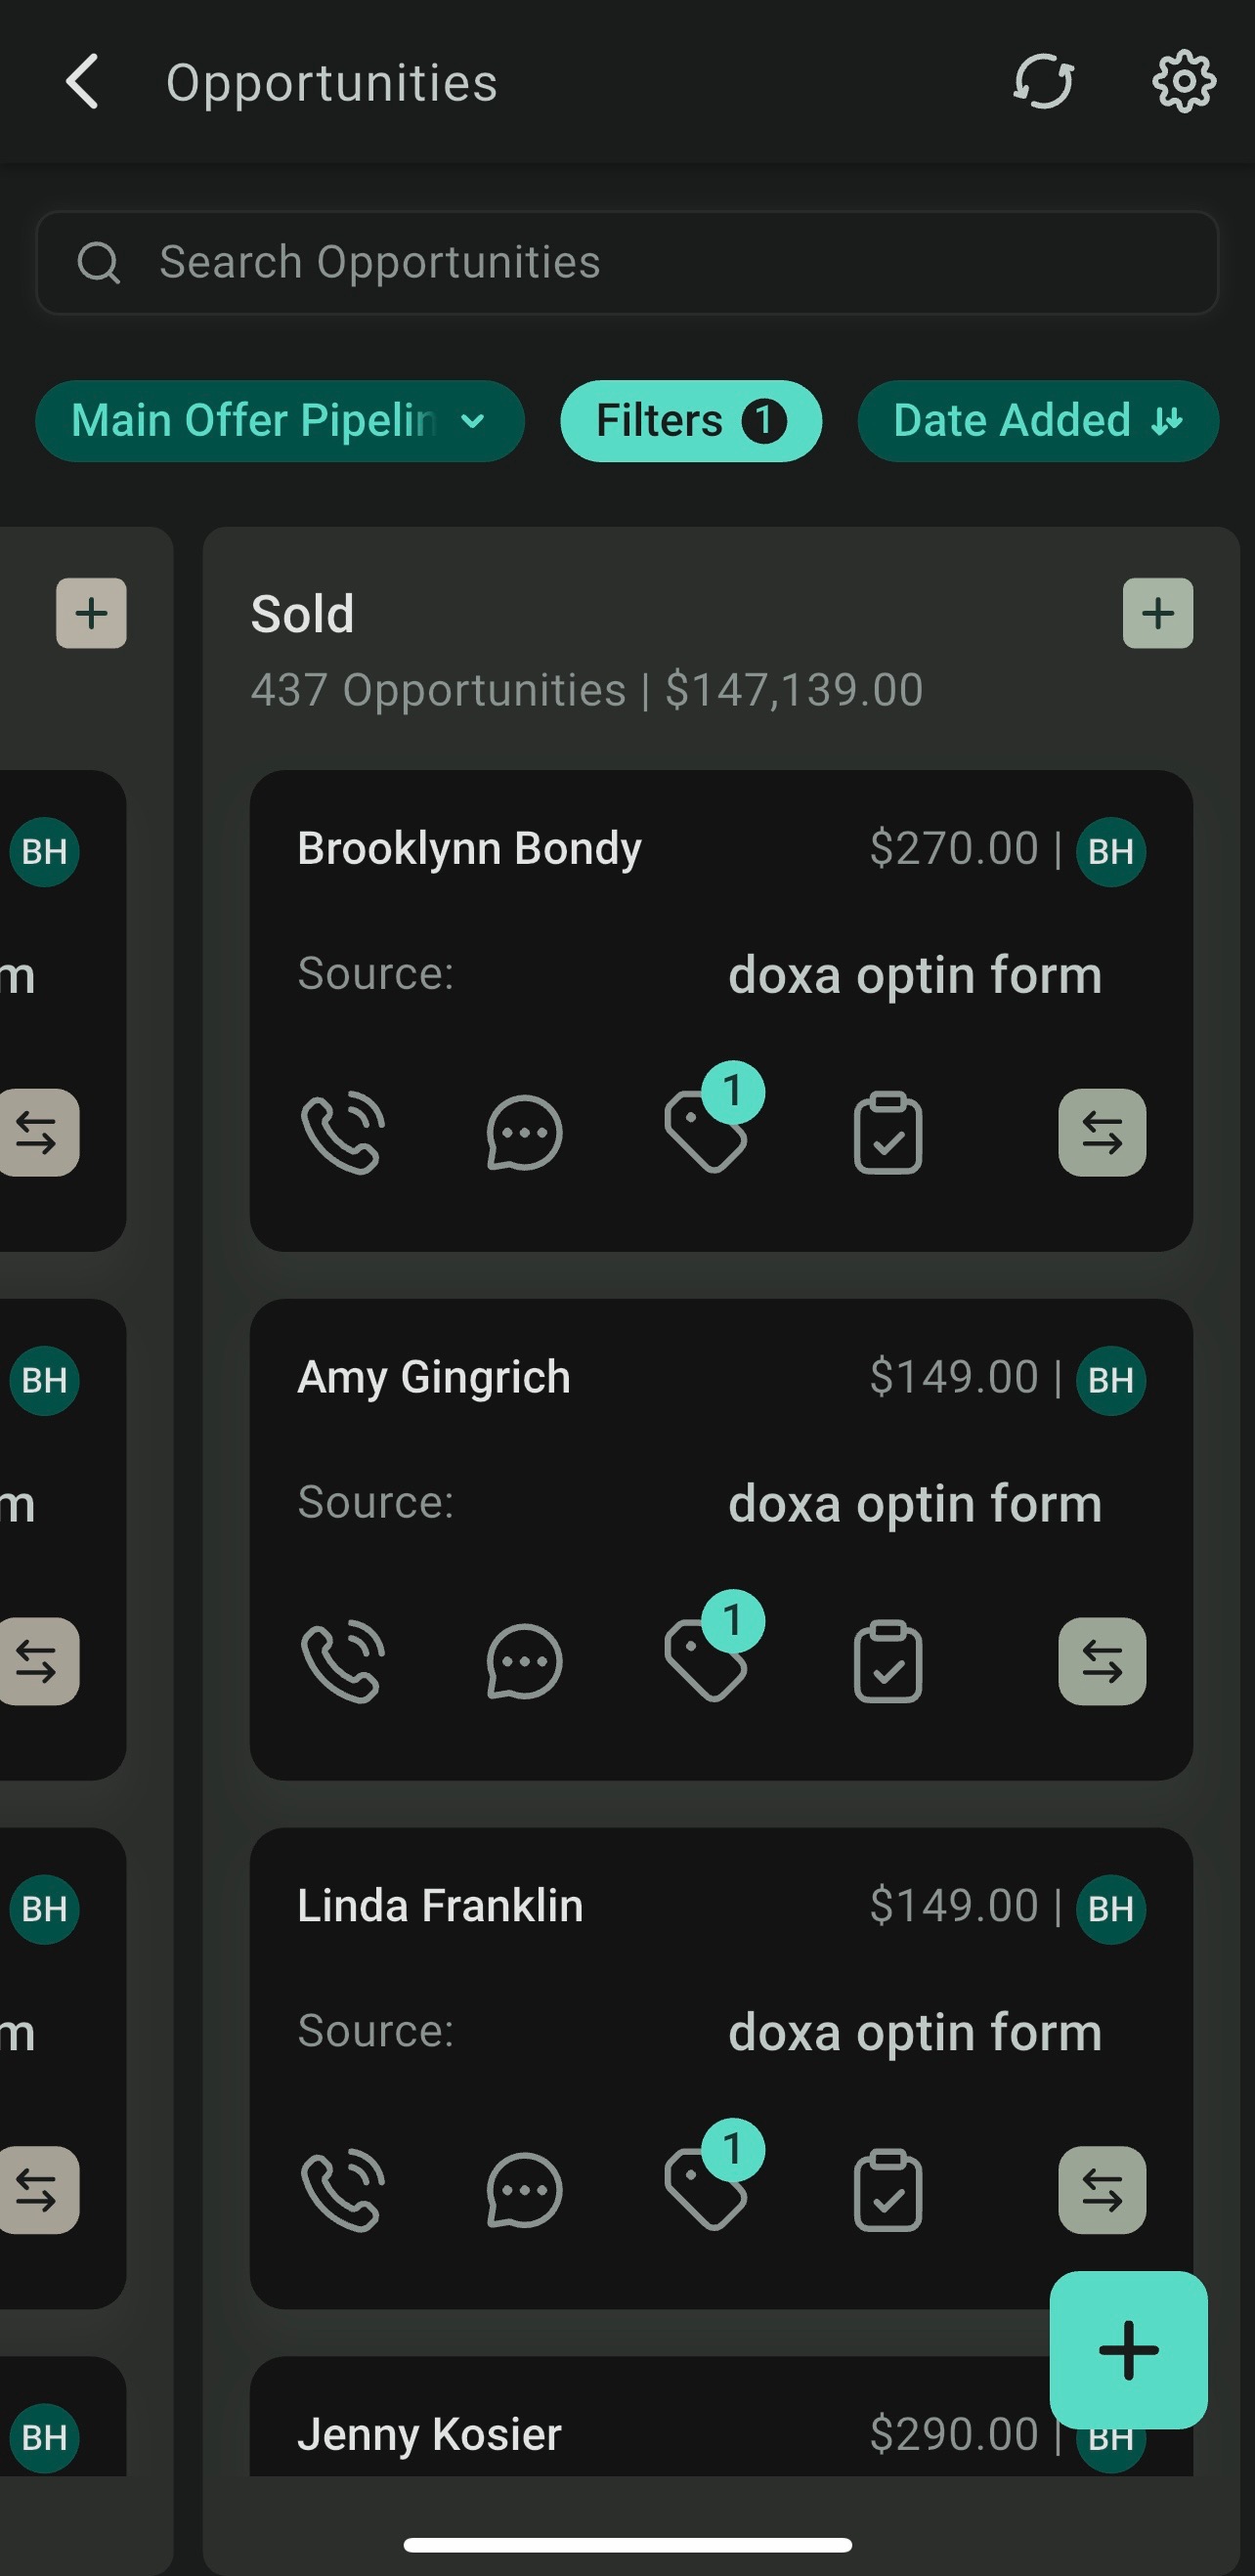 Opportunities
Search Opportunities
Main Offer Pipelin
Filters 1
Date Added
Sold
437 Opportunities | $147,139.00
BH
Brooklynn Bondy
$270.00 | BH
m
Source:
doxa optin form
1
BH
Amy Gingrich
$149.00 | BH
m
Source:
doxa optin form
1
BH
Linda Franklin
$149.00 | BH
m
Source:
doxa optin form
1
BH
Jenny Kosier
$290.00 | BH